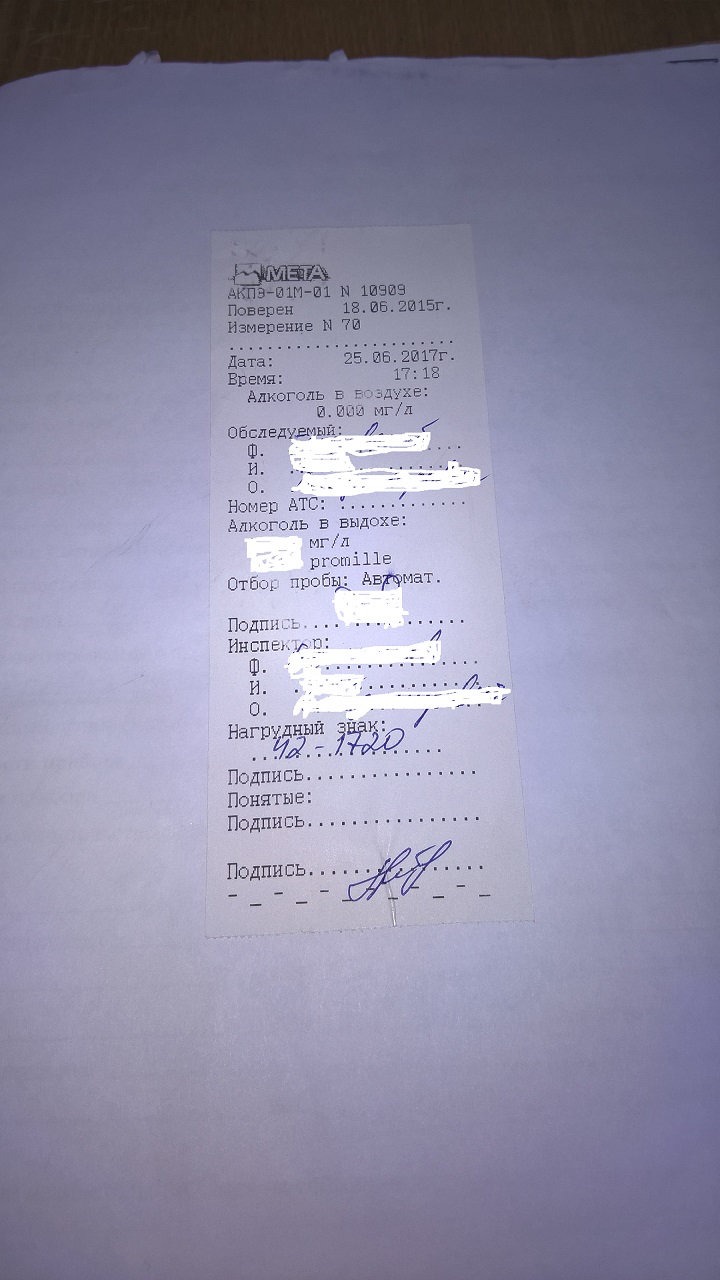 META
АКПЭ-01М-01 N 10909
Поверен 18.06.2015г.
Измерение N 70
........................
Дата: 25.06.2017г.
Время: 17:18
Алкоголь в воздухе:
0.000 мг/л
Обследуемый:
Ф. ....
И. ..........
О. .
Номер АТС: .............
Алкоголь в выдохе:
мг/л
promille
Отбор пробы: Автомат.
Подпись................
Инспектор:
Ф. ........
И. ............
О. ....
Нагрудный знак:
42-1720
Подпись................
Понятые:
Подпись................
Подпись................
- _ - _ - _ - _ - _ - _